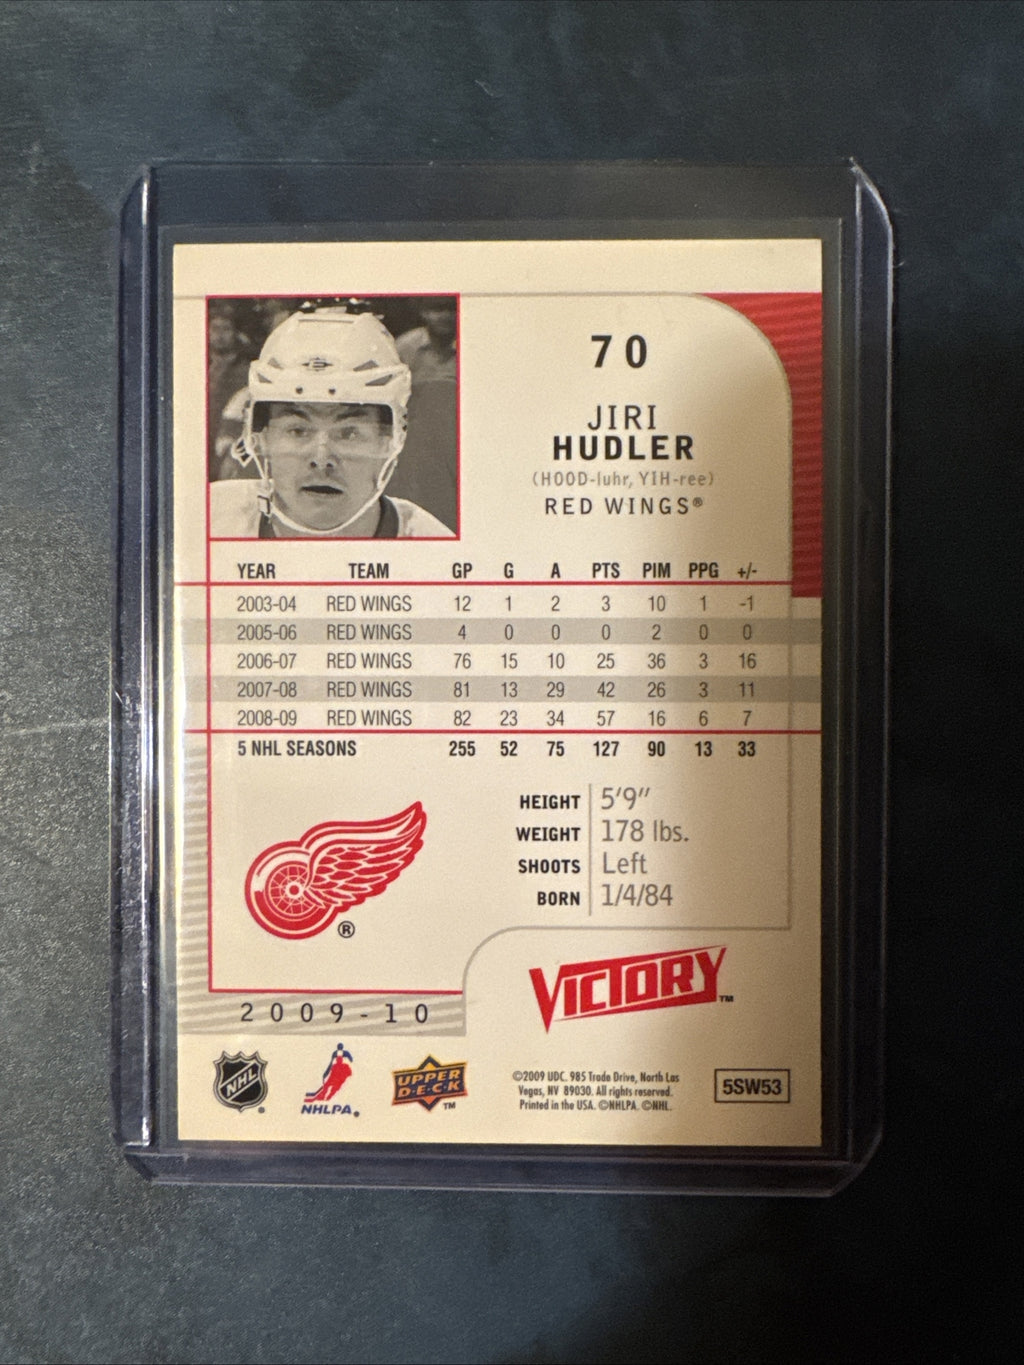 70
JIRI
HUDLER
(HOOD-luhr, YIH-ree)
RED WINGS®
YEAR TEAM GP G A PTS PIM PPG +/-
2003-04 RED WINGS 12 1 2 3 10 1 -1
2005-06 RED WINGS 4 0 0 0 2 0 0
2006-07 RED WINGS 76 15 10 25 36 3 16
2007-08 RED WINGS 81 13 29 42 26 3 11
2008-09 RED WINGS 82 23 34 57 16 6 7
5 NHL SEASONS 255 52 75 127 90 13 33
HEIGHT 5'9"
WEIGHT 178 lbs.
SHOOTS Left
BORN 1/4/84
®
VICTORY™
2009-10
NHL®
NHLPA®
UPPER
DECK™
©2009 UDC. 985 Trade Drive, North Las
Vegas, NV 89030. All rights reserved.
Printed in the USA. ©NHLPA. ©NHL.
5SW53